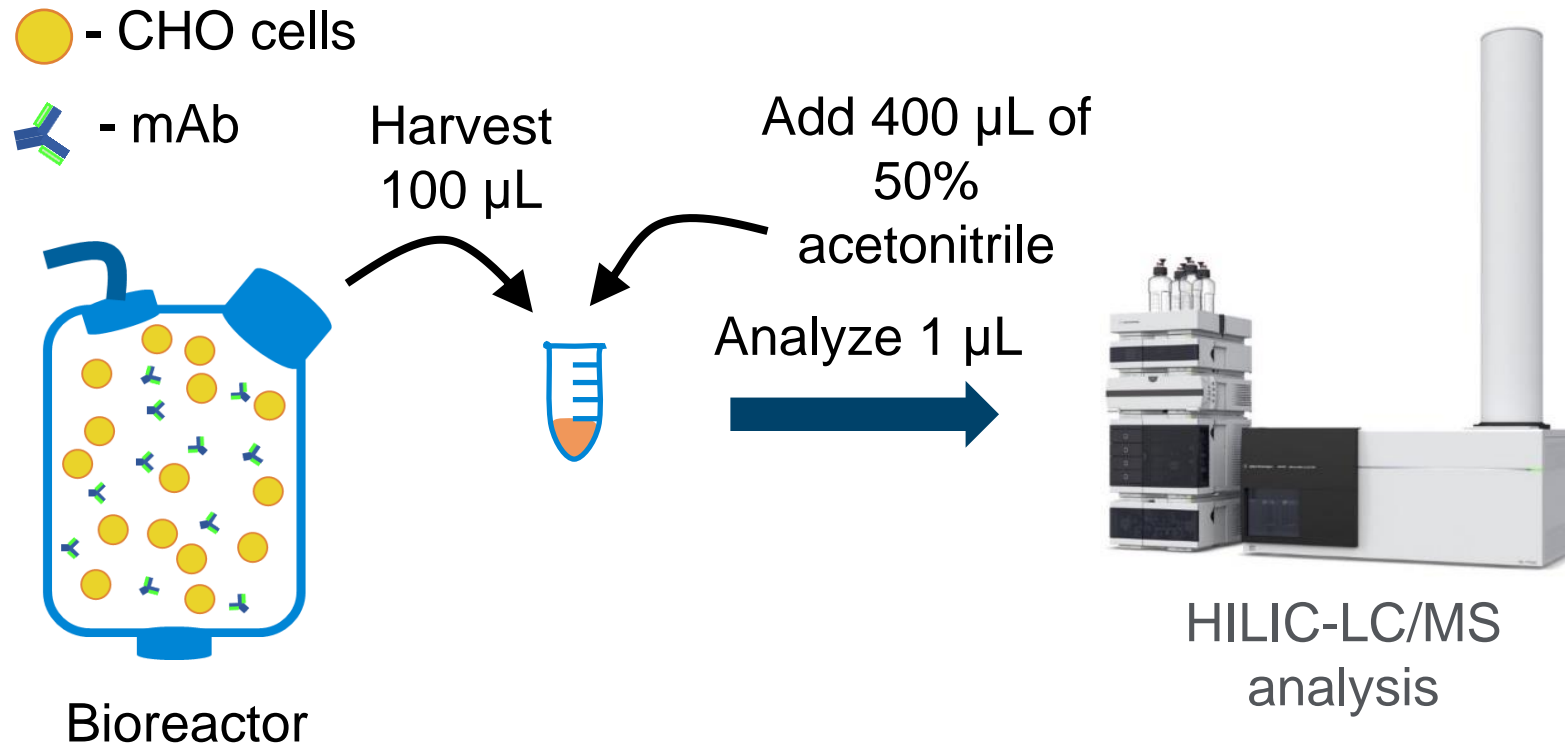 - CHO cells
- mAb
Harvest
100 µL
Add 400 µL of
50%
acetonitrile
Analyze 1 µL
Bioreactor
HILIC-LC/MS
analysis